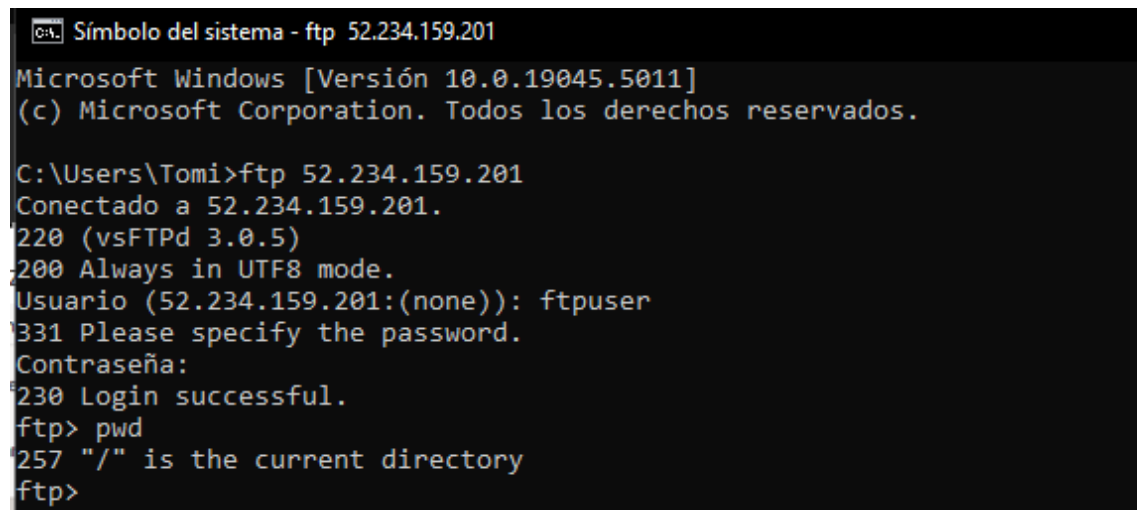 Símbolo del sistema - ftp 52.234.159.201
Microsoft Windows [Versión 10.0.19045.5011]
(c) Microsoft Corporation. Todos los derechos reservados.
C:\Users\Tomi>ftp 52.234.159.201
Conectado a 52.234.159.201.
220 (vsFTPd 3.0.5)
200 Always in UTF8 mode.
Usuario (52.234.159.201:(none)): ftpuser
331 Please specify the password.
Contraseña:
230 Login successful.
ftp> pwd
257 "/" is the current directory
ftp>